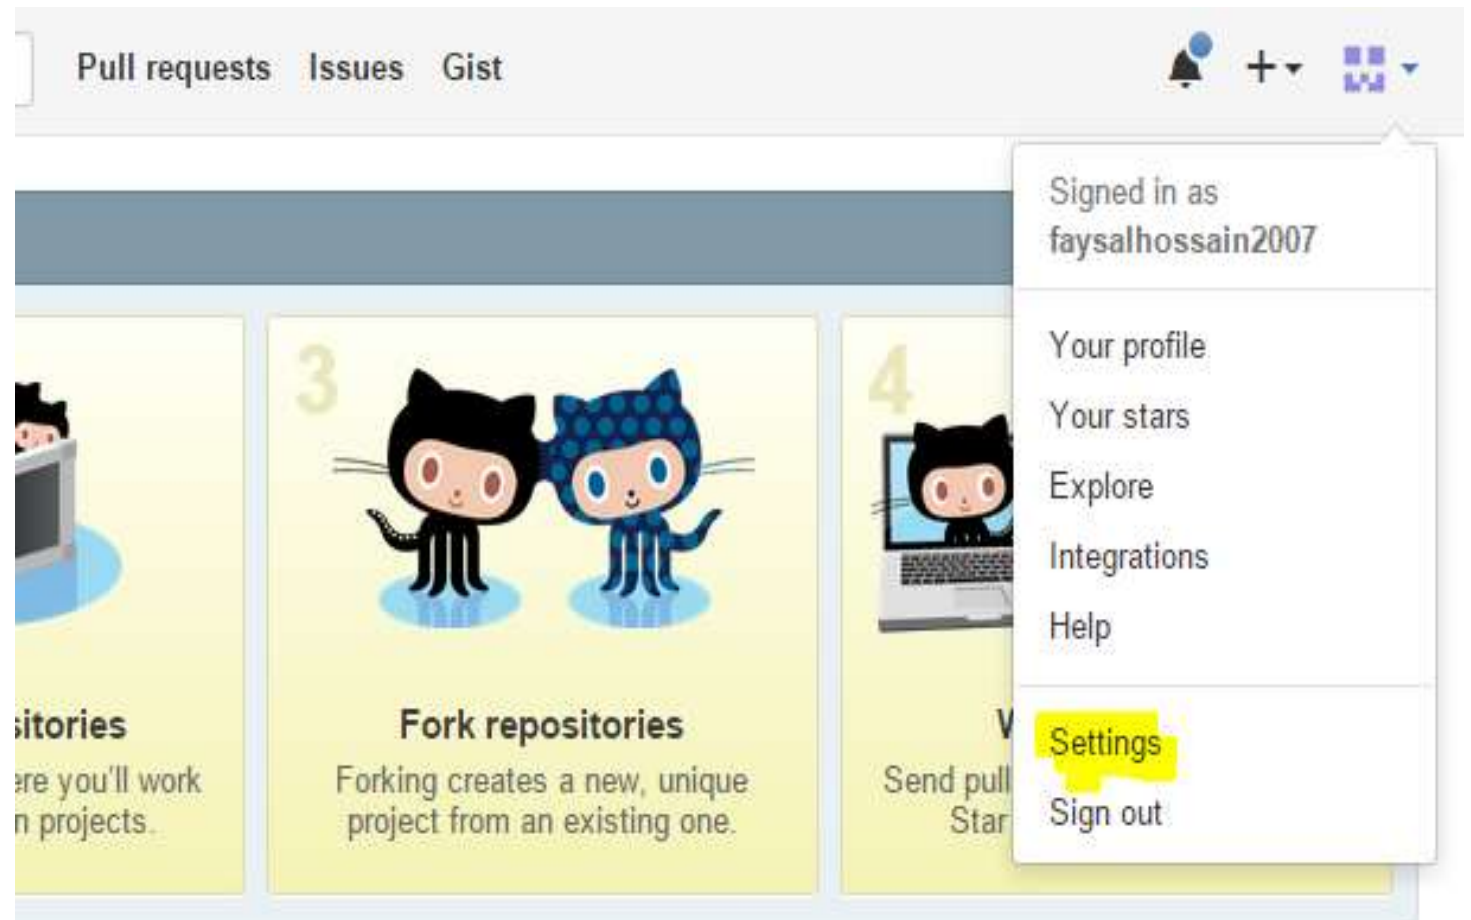 Pull requests Issues Gist
Signed in as
faysalhossain2007
Your profile
Your stars
Explore
Integrations
Help
Settings
Sign out
3
4
sitories
ere you'll work
n projects.
Fork repositories
Forking creates a new, unique
project from an existing one.
Send pull
Star